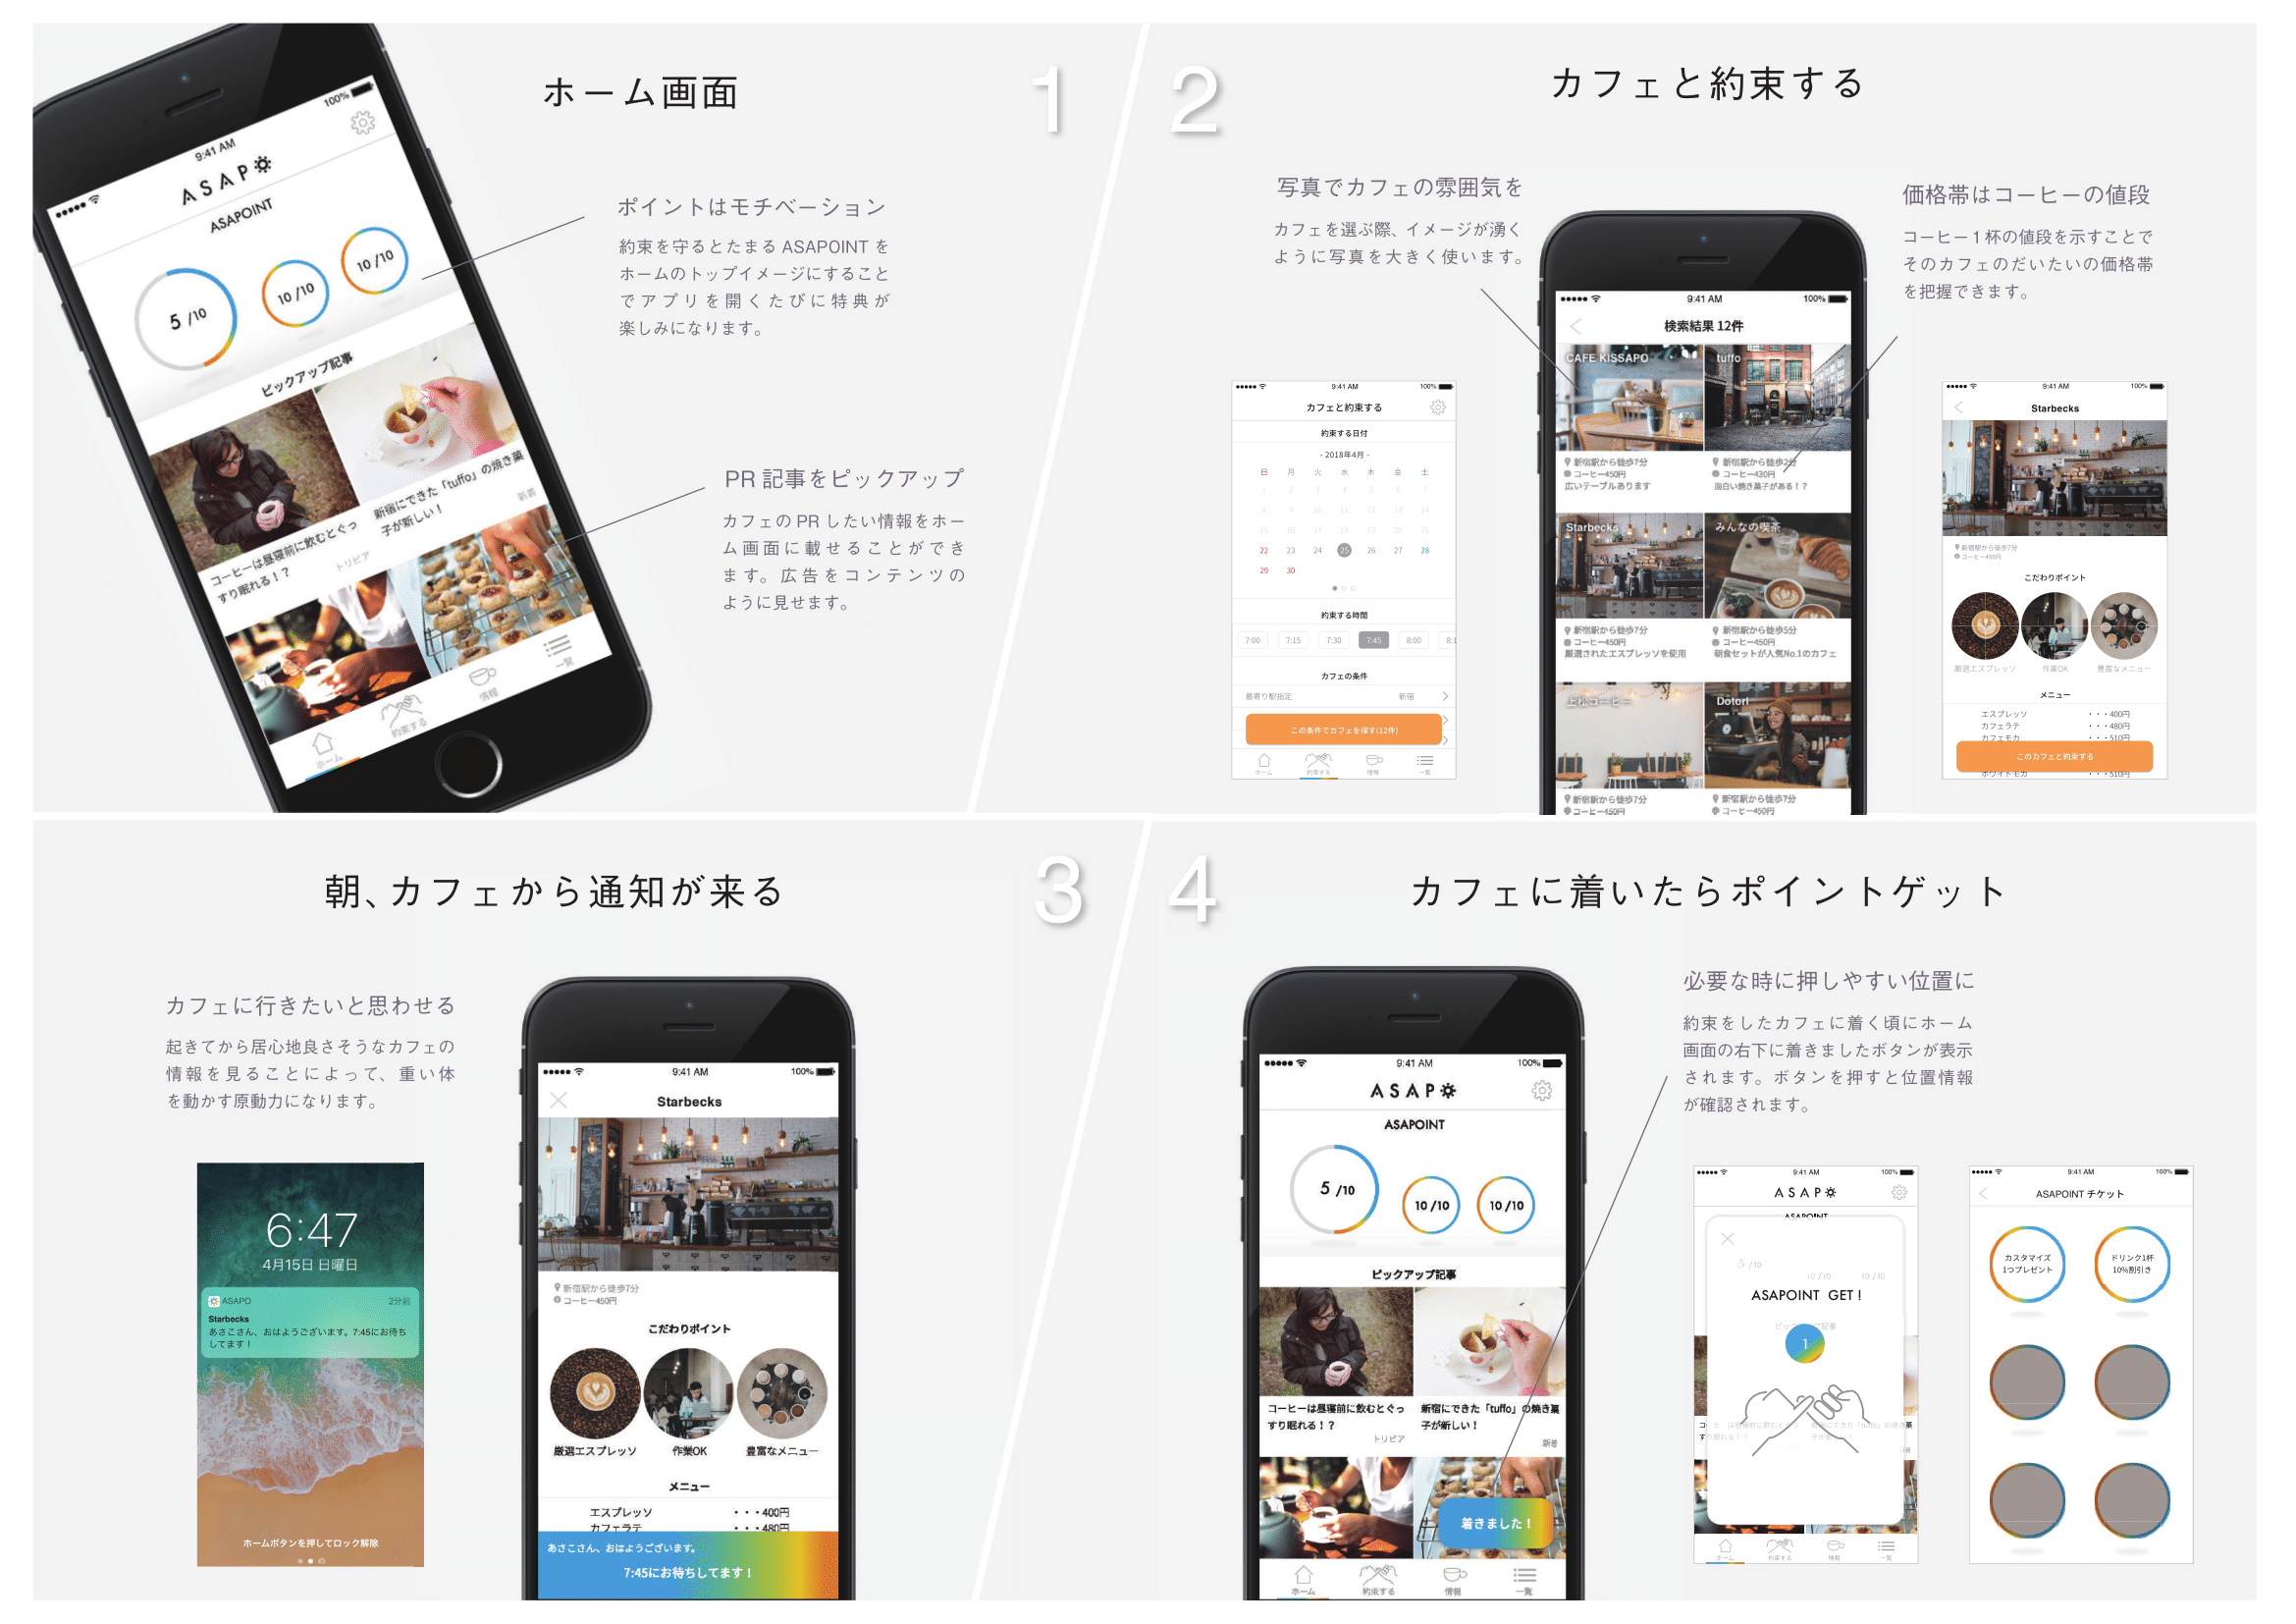 1
ホーム画面
ポイントはモチベーション
約束を守るとたまる ASAPOINT を
ホームのトップイメージにすること
でアプリを開くたびに特典が
楽しみになります。
PR 記事をピックアップ
カフェの PR したい情報をホー
ム画面に載せることができ
ます。広告をコンテンツの
ように見せます。
9:41 AM
100%
ASAP
ASAPOINT
5 /10
10 /10
10 /10
ピックアップ記事
コーヒーは昼寝前に飲むとぐっ
すり眠れる！？
トリビア
新宿にできた「tuffo」の焼き菓
子が新しい！
新着
ホーム
約束する
情報
一覧
2
カフェと約束する
写真でカフェの雰囲気を
カフェを選ぶ際、イメージが湧く
ように写真を大きく使います。
価格帯はコーヒーの値段
コーヒー 1 杯の値段を示すことで
そのカフェのだいたいの価格帯
を把握できます。
9:41 AM
100%
カフェと約束する
約束する日付
- 2018年4月 -
日 月 火 水 木 金 土
1 2 3 4 5 6 7
8 9 10 11 12 13 14
15 16 17 18 19 20 21
22 23 24 25 26 27 28
29 30
約束する時間
7:00 7:15 7:30 7:45 8:00 8:1
カフェの条件
最寄り駅指定 新宿
この条件でカフェを探す(12件)
ホーム 約束する 情報 一覧
9:41 AM
100%
検索結果 12件
CAFE KISSAPO
新宿駅から徒歩7分
コーヒー450円
広いテーブルあります
tuffo
新宿駅から徒歩2分
コーヒー430円
面白い焼き菓子がある！？
Starbecks
新宿駅から徒歩7分
コーヒー450円
厳選されたエスプレッソを使用
みんなの喫茶
新宿駅から徒歩5分
コーヒー450円
朝食セットが人気No.1のカフェ
上松コーヒー
新宿駅から徒歩7分
コーヒー450円
Dotori
新宿駅から徒歩7分
コーヒー450円
9:41 AM
100%
Starbecks
新宿駅から徒歩7分
コーヒー450円
こだわりポイント
厳選エスプレッソ 作業OK 豊富なメニュー
メニュー
エスプレッソ ・・・400円
カフェラテ ・・・480円
カフェモカ ・・・510円
このカフェと約束する
ホワイトモカ ・・・510円
3
朝、カフェから通知が来る
カフェに行きたいと思わせる
起きてから居心地良さそうなカフェの
情報を見ることによって、重い体
を動かす原動力になります。
6:47
4月15日 日曜日
ASAPO 2分前
Starbecks
あさこさん、おはようございます。7:45にお待ち
してます！
ホームボタンを押してロック解除
9:41 AM
100%
Starbecks
新宿駅から徒歩7分
コーヒー450円
こだわりポイント
厳選エスプレッソ 作業OK 豊富なメニュー
メニュー
エスプレッソ ・・・400円
カフェラテ ・・・480円
あさこさん、おはようございます。
7:45にお待ちしてます！
4
カフェに着いたらポイントゲット
必要な時に押しやすい位置に
約束をしたカフェに着く頃にホーム
画面の右下に着きましたボタンが表示
されます。ボタンを押すと位置情報
が確認されます。
9:41 AM
100%
ASAP
ASAPOINT
5 /10
10 /10
10 /10
ピックアップ記事
コーヒーは昼寝前に飲むとぐっ
すり眠れる！？
トリビア
新宿にできた「tuffo」の焼き菓
子が新しい！
新着
着きました！
ホーム 約束する 情報 一覧
9:41 AM
100%
ASAP
ASAPOINT
5 /10
10 /10 10 /10
ASAPOINT GET !
1
ホーム 約束する 情報 一覧
9:41 AM
100%
ASAPOINT チケット
カスタマイズ
1つプレゼント
ドリンク1杯
10%割引き